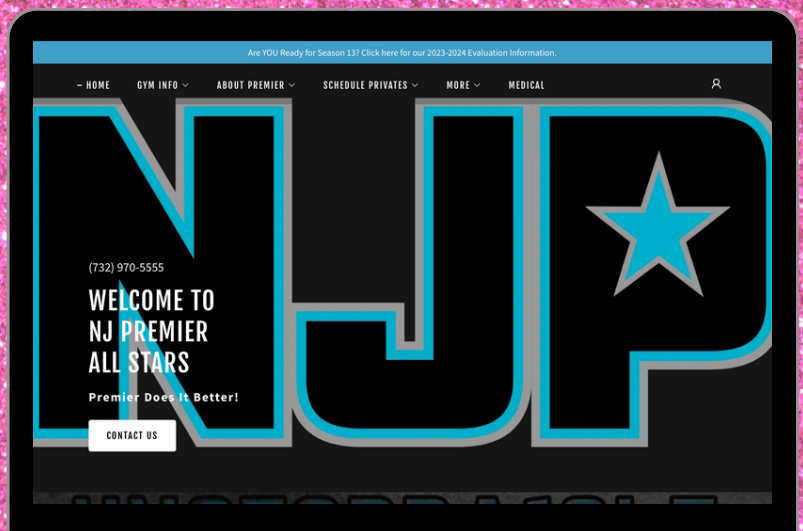 Are YOU Ready for Season 13? Click here for our 2023-2024 Evaluation Information.
– HOME GYM INFO ABOUT PREMIER SCHEDULE PRIVATES MORE MEDICAL
NJP
(732) 970-5555
WELCOME TO
NJ PREMIER
ALL STARS
Premier Does It Better!
CONTACT US